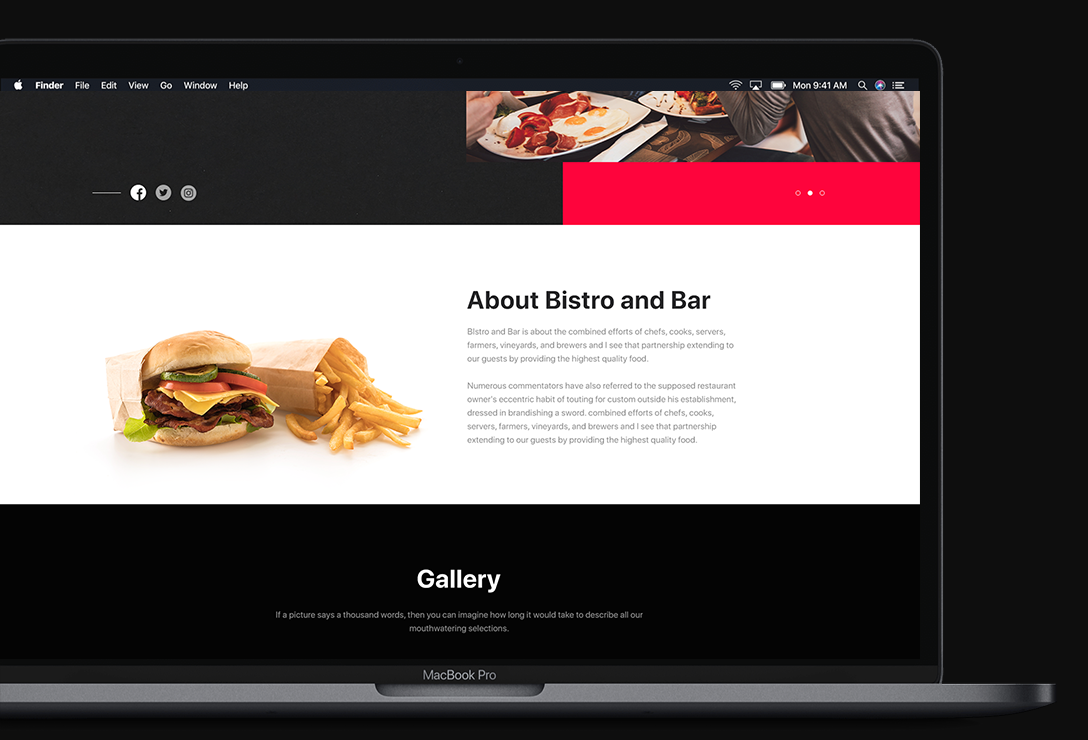 Finder File Edit View Go Window Help Mon 9:41 AM
About Bistro and Bar
Bistro and Bar is about the combined efforts of chefs, cooks, servers,
farmers, vineyards, and brewers and I see that partnership extending to
our guests by providing the highest quality food.
Numerous commentators have also referred to the supposed restaurant
owner's eccentric habit of touting for custom outside his establishment,
dressed in brandishing a sword. combined efforts of chefs, cooks,
servers, farmers, vineyards, and brewers and I see that partnership
extending to our guests by providing the highest quality food.
Gallery
If a picture says a thousand words, then you can imagine how long it would take to describe all our
mouthwatering selections.
MacBook Pro